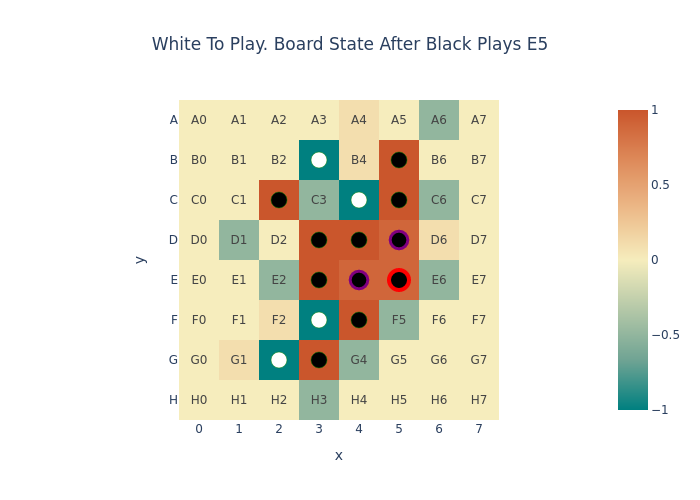 White To Play. Board State After Black Plays E5
A A0 A1 A2 A3 A4 A5 A6 A7 1
B B0 B1 B2 B4 B6 B7
C C0 C1 C3 C6 C7 0.5
D D0 D1 D2 D6 D7
y 0
E E0 E1 E2 E6 E7
F F0 F1 F2 F5 F6 F7 −0.5
G G0 G1 G4 G5 G6 G7
H H0 H1 H2 H3 H4 H5 H6 H7 −1
0 1 2 3 4 5 6 7
x